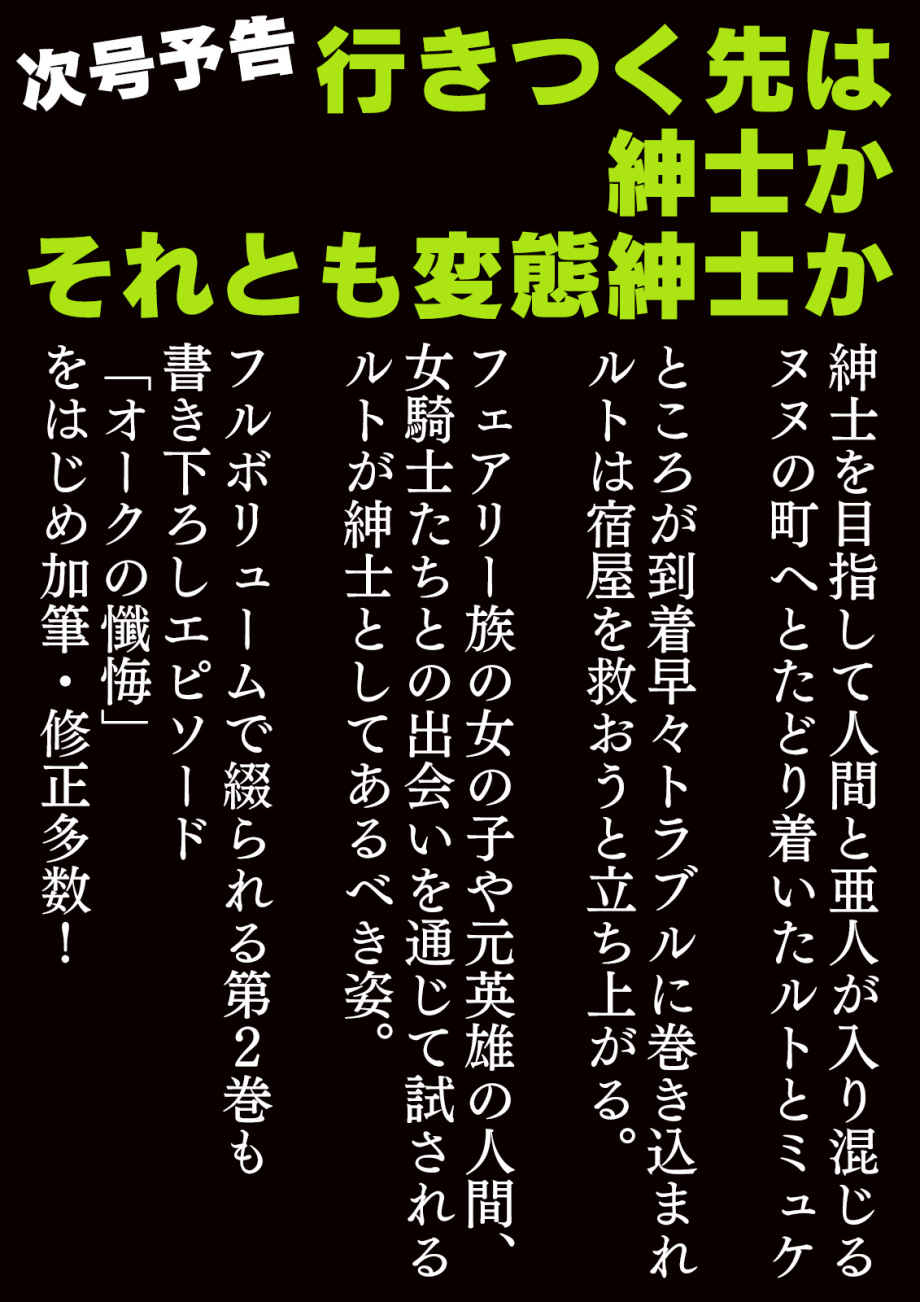 次号予告
行きつく先は
紳士か
それとも変態紳士か
紳士を目指して人間と亜人が入り混じる
ヌヌの町へとたどり着いたルトとミュケ
ところが到着早々トラブルに巻き込まれ
ルトは宿屋を救おうと立ち上がる。
フェアリー族の女の子や元英雄の人間、
女騎士たちとの出会いを通じて試される
ルトが紳士としてあるべき姿。
フルボリュームで綴られる第2巻も
書き下ろしエピソード
「オークの懺悔」
をはじめ加筆・修正多数！